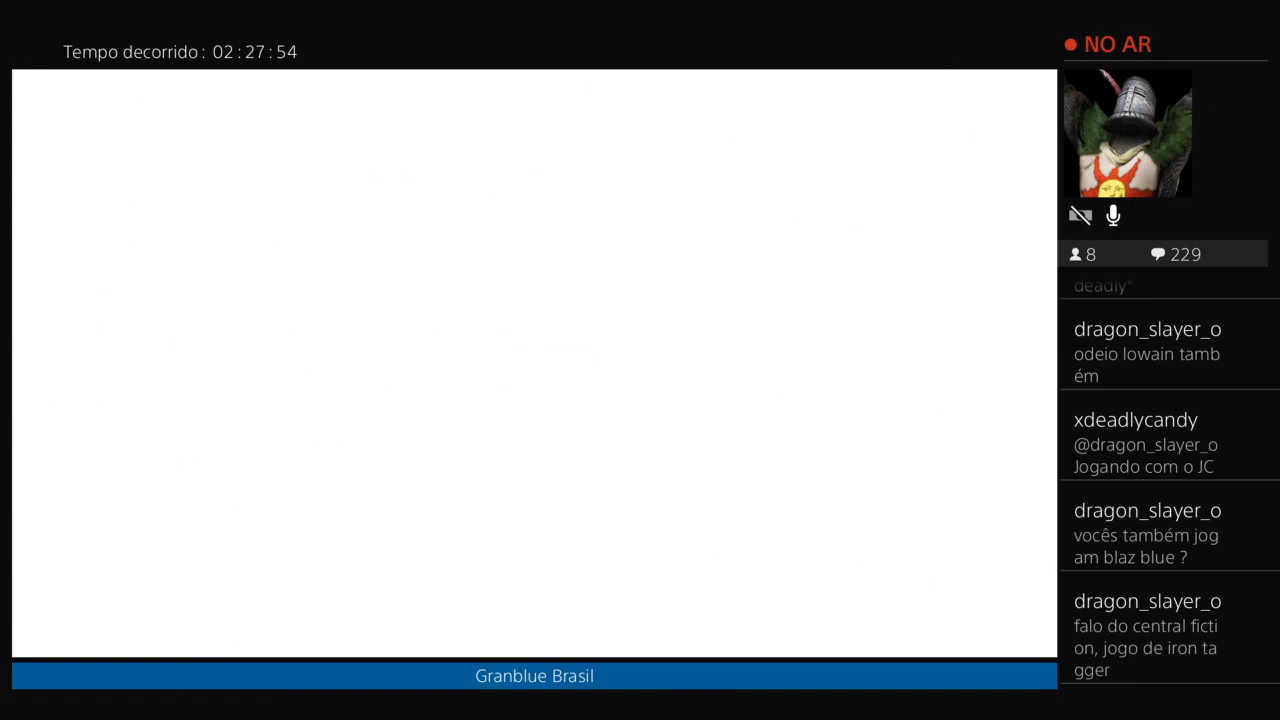 Tempo decorrido : 02 : 27 : 54
NO AR
8
229
deadly*
dragon_slayer_o
odeio lowain tamb
ém
xdeadlycandy
@dragon_slayer_o
Jogando com o JC
dragon_slayer_o
vocês também jog
am blaz blue ?
dragon_slayer_o
falo do central ficti
on, jogo de iron ta
gger
Granblue Brasil